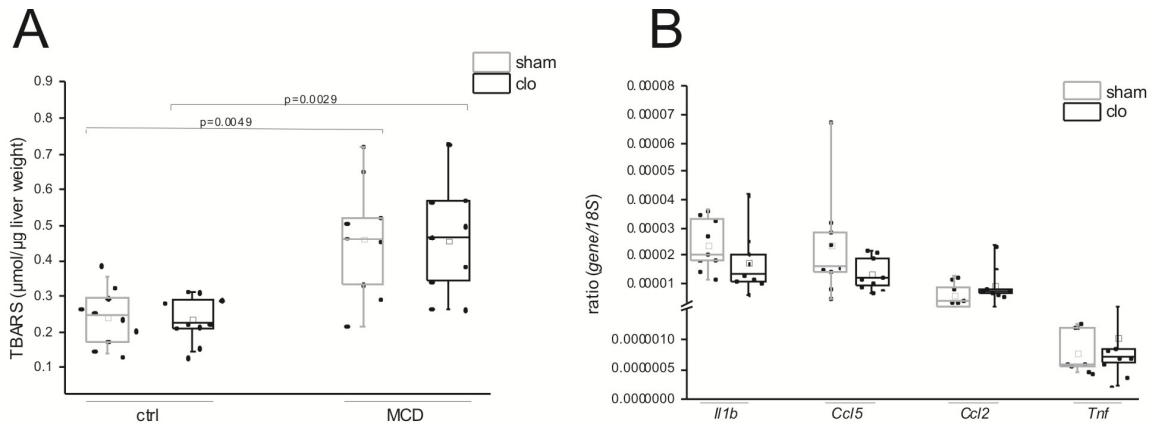 A
sham
clo
0.9
0.8
0.7
0.6
0.5
0.4
0.3
0.2
0.1
p=0.0029
p=0.0049
TBARS (µmol/µg liver weight)
ctrl
MCD
B
sham
clo
0.00008
0.00007
0.00006
0.00005
0.00004
0.00003
0.00002
0.00001
0.0000010
0.0000005
0.0000000
ratio (gene/18S)
Il1b
Ccl5
Ccl2
Tnf